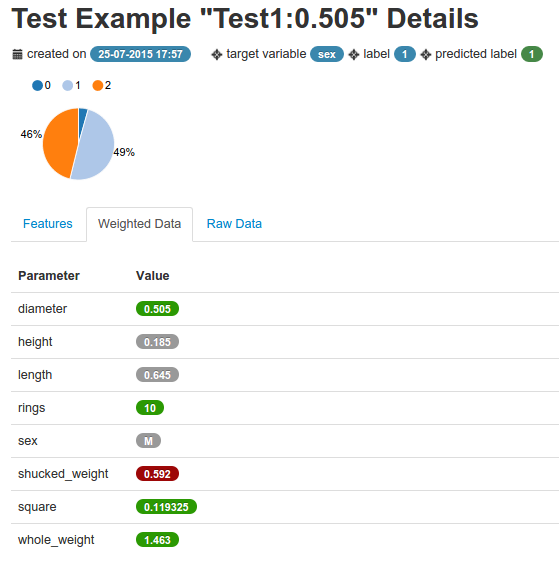 Test Example "Test1:0.505" Details
created on 25-07-2015 17:57 target variable sex label 1 predicted label 1
0 1 2
46%
49%
Features Weighted Data Raw Data
Parameter Value
diameter 0.505
height 0.185
length 0.645
rings 10
sex M
shucked_weight 0.592
square 0.119325
whole_weight 1.463